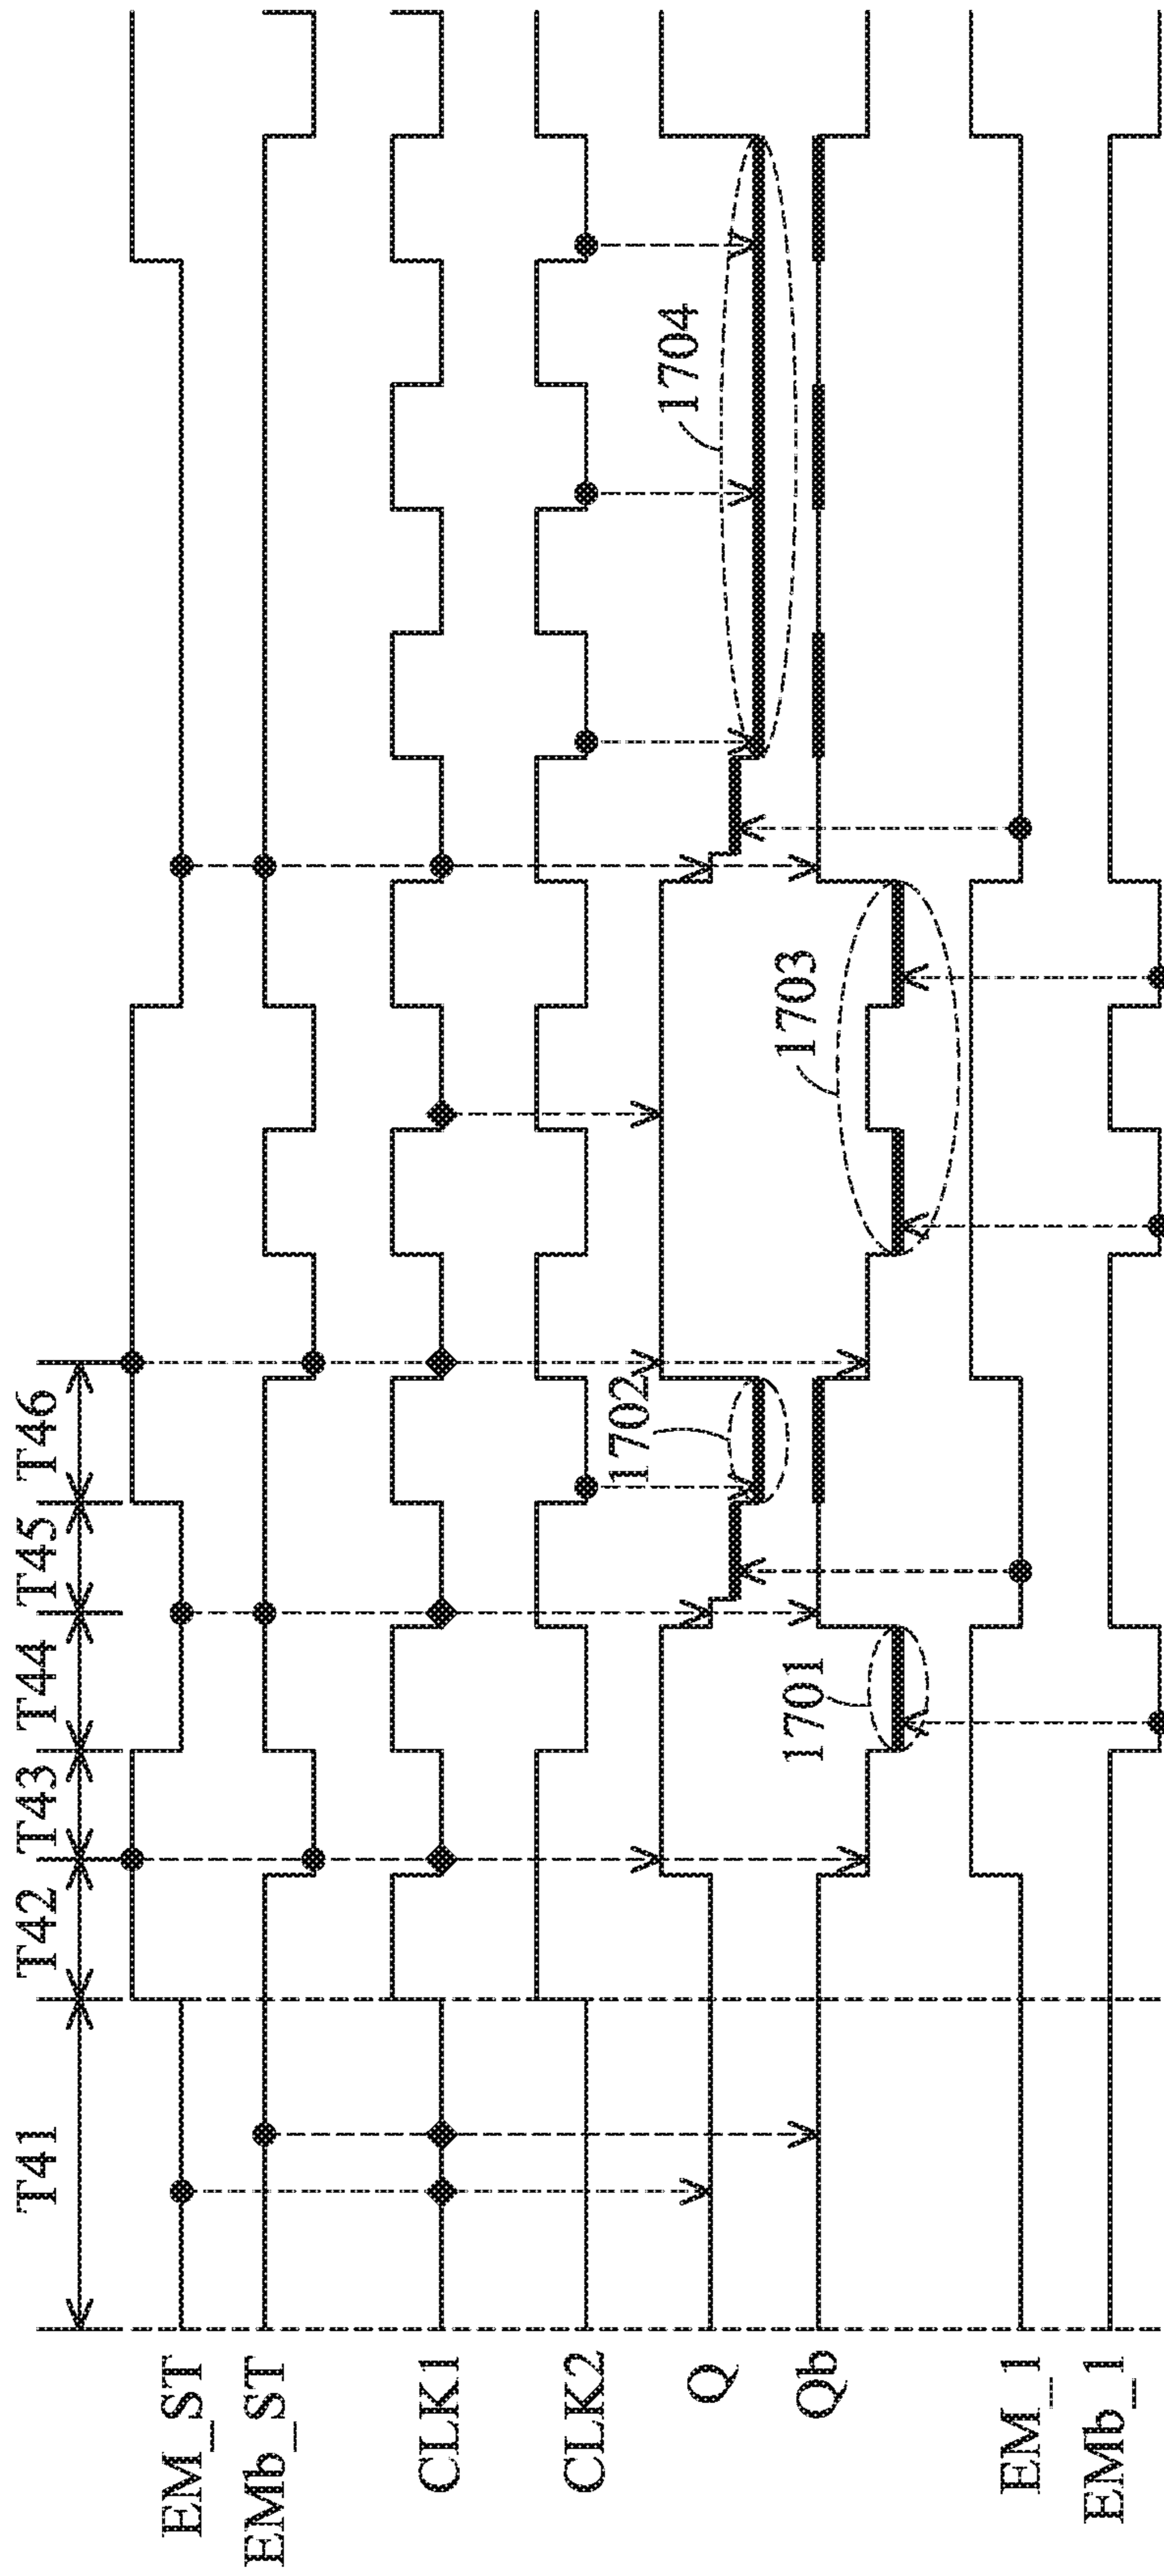 T41
T42
T43
T44
T45
T46
EM_ST
EMb_ST
CLK1
CLK2
Q
Qb
EM_1
EMb_1
1701
1702
1703
1704